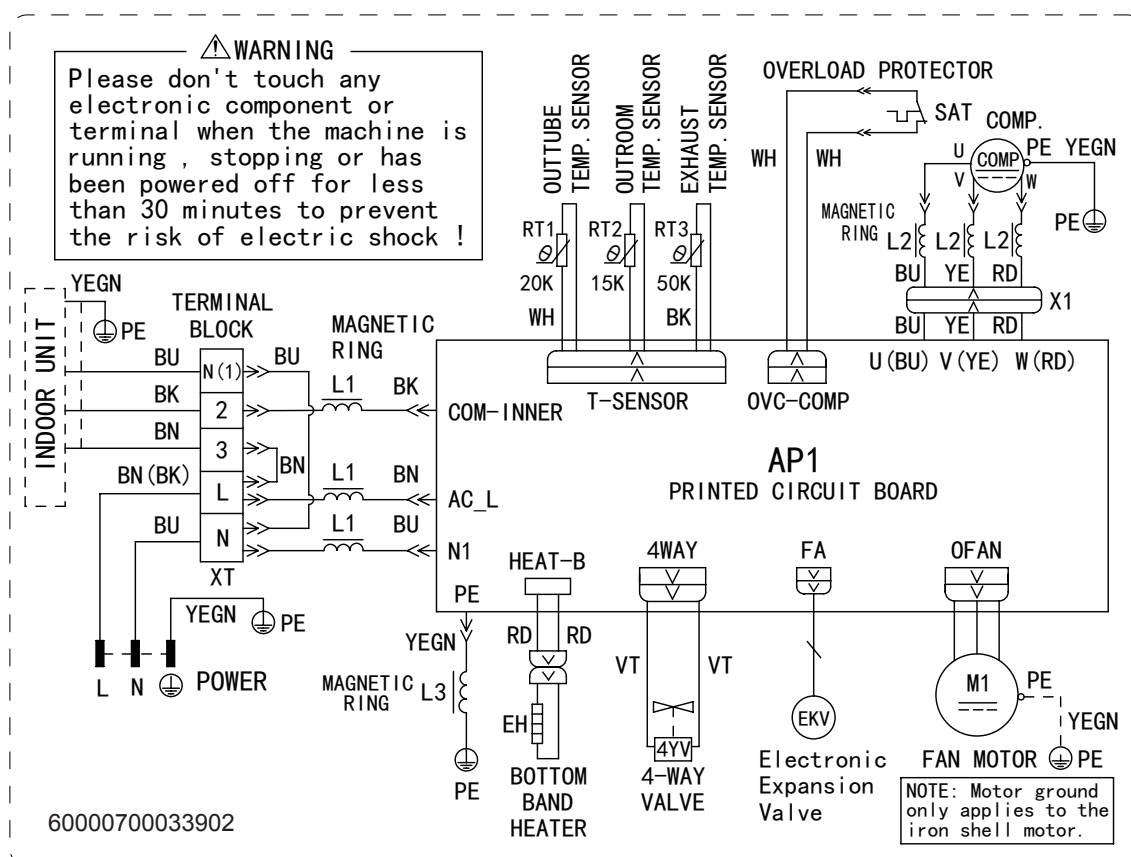 WARNING
Please don't touch any
electronic component or
terminal when the machine is
running , stopping or has
been powered off for less
than 30 minutes to prevent
the risk of electric shock !
OUTTUBE
TEMP. SENSOR
OUTROOM
TEMP. SENSOR
EXHAUST
TEMP. SENSOR
RT1
RT2
RT3
θ
θ
θ
20K
15K
50K
WH
BK
OVERLOAD PROTECTOR
SAT
WH
WH
COMP.
U
COMP
PE
YEGN
V
W
PE
MAGNETIC
RING
L2
L2
L2
BU
YE
RD
X1
BU
YE
RD
U(BU)
V(YE)
W(RD)
INDOOR UNIT
YEGN
PE
TERMINAL
BLOCK
MAGNETIC
RING
BU
N(1)
BU
BK
2
L1
BK
COM-INNER
BN
3
BN
BN(BK)
L
L1
BN
AC_L
BU
N
L1
BU
N1
XT
YEGN
PE
L
N
POWER
T-SENSOR
OVC-COMP
AP1
PRINTED CIRCUIT BOARD
PE
YEGN
MAGNETIC
RING
L3
PE
HEAT-B
RD
RD
EH
BOTTOM
BAND
HEATER
4WAY
VT
VT
4YV
4-WAY
VALVE
FA
EKV
Electronic
Expansion
Valve
OFAN
M1
PE
YEGN
FAN MOTOR
PE
NOTE: Motor ground
only applies to the
iron shell motor.
60000700033902